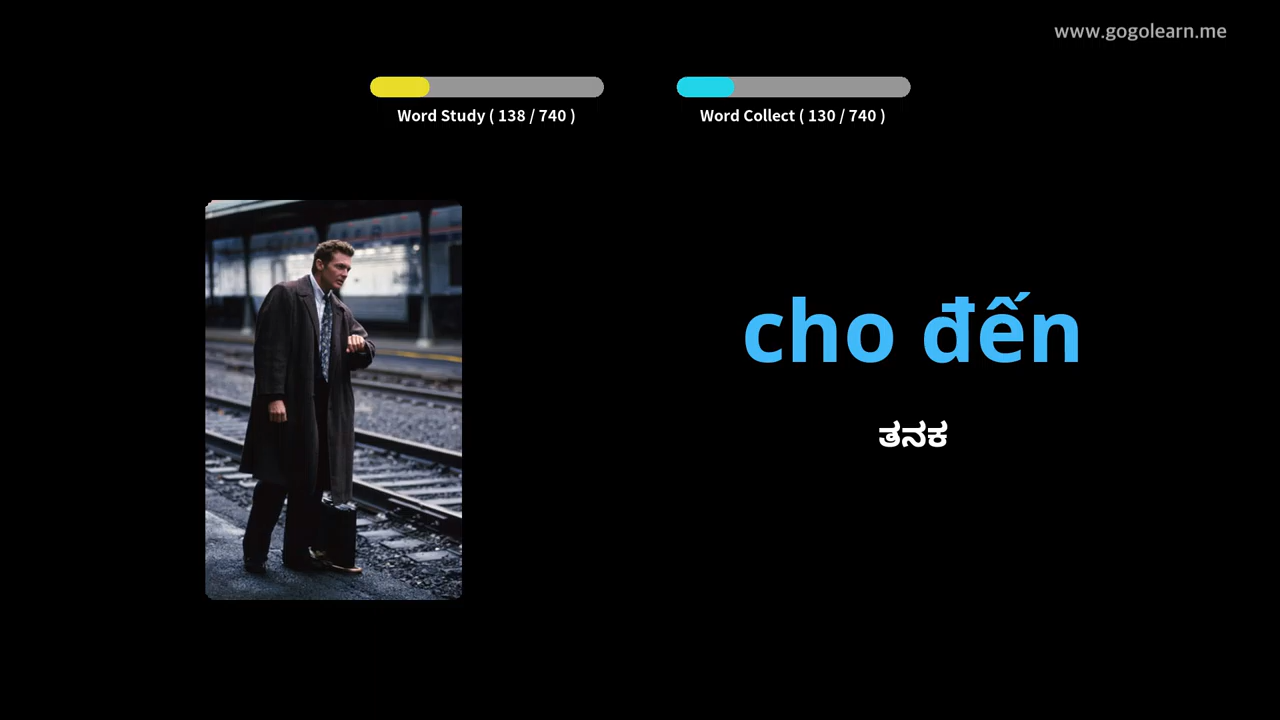 www.gogolearn.me
Word Study ( 138 / 740 )
Word Collect ( 130 / 740 )
cho đến
ತನಕ